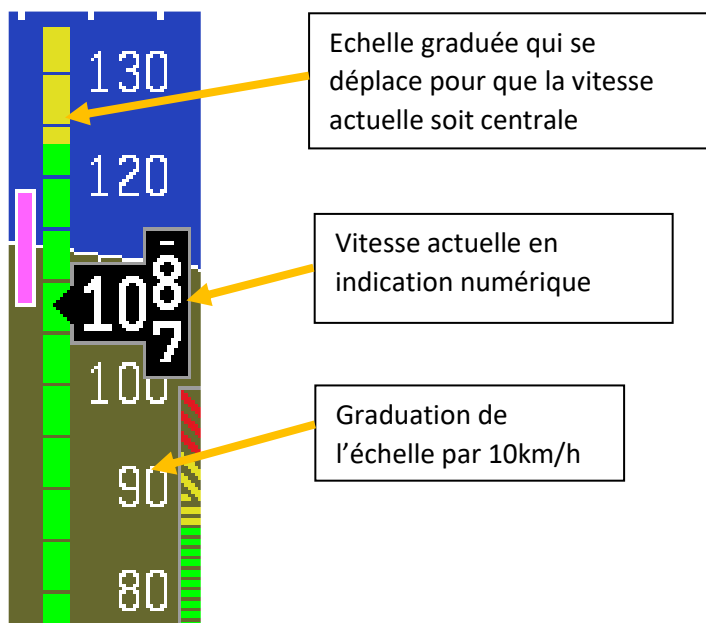 130
Echelle graduée qui se
déplace pour que la vitesse
actuelle soit centrale
120
Vitesse actuelle en
indication numérique
10
8
7
100
Graduation de
l'échelle par 10km/h
90
80